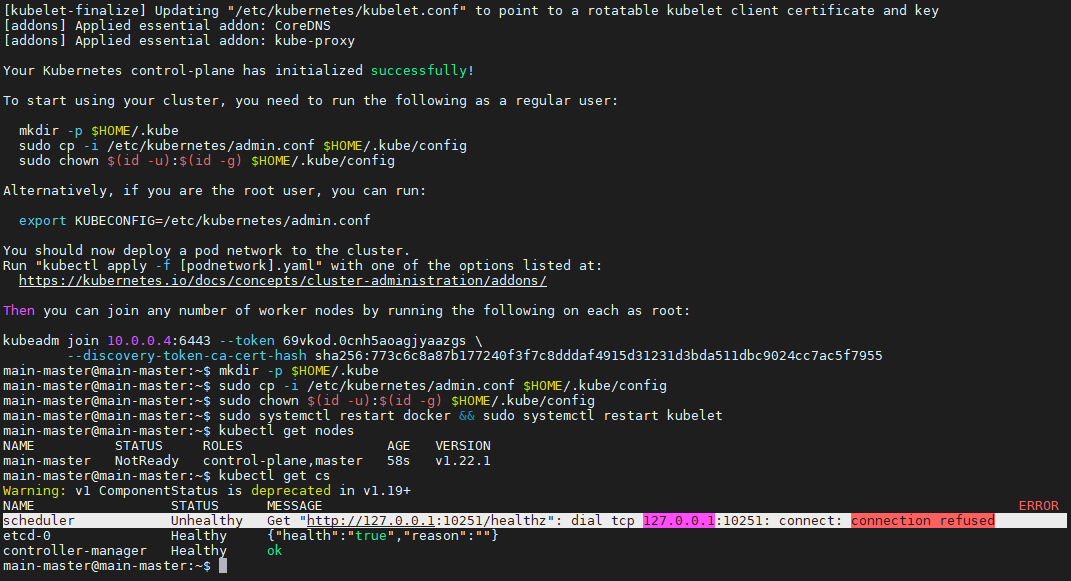 [kubelet-finalize] Updating "/etc/kubernetes/kubelet.conf" to point to a rotatable kubelet client certificate and key
[addons] Applied essential addon: CoreDNS
[addons] Applied essential addon: kube-proxy
Your Kubernetes control-plane has initialized successfully!
To start using your cluster, you need to run the following as a regular user:
mkdir -p $HOME/.kube
sudo cp -i /etc/kubernetes/admin.conf $HOME/.kube/config
sudo chown $(id -u):$(id -g) $HOME/.kube/config
Alternatively, if you are the root user, you can run:
export KUBECONFIG=/etc/kubernetes/admin.conf
You should now deploy a pod network to the cluster.
Run "kubectl apply -f [podnetwork].yaml" with one of the options listed at:
https://kubernetes.io/docs/concepts/cluster-administration/addons/
Then you can join any number of worker nodes by running the following on each as root:
kubeadm join 10.0.0.4:6443 --token 69vkod.0cnh5aoagjyaazgs \
--discovery-token-ca-cert-hash sha256:773c6c8a87b177240f3f7c8dddaf4915d31231d3bda511dbc9024cc7ac5f7955
main-master@main-master:~$ mkdir -p $HOME/.kube
main-master@main-master:~$ sudo cp -i /etc/kubernetes/admin.conf $HOME/.kube/config
main-master@main-master:~$ sudo chown $(id -u):$(id -g) $HOME/.kube/config
main-master@main-master:~$ sudo systemctl restart docker && sudo systemctl restart kubelet
main-master@main-master:~$ kubectl get nodes
NAME STATUS ROLES AGE VERSION
main-master NotReady control-plane,master 58s v1.22.1
main-master@main-master:~$ kubectl get cs
Warning: v1 ComponentStatus is deprecated in v1.19+
NAME STATUS MESSAGE ERROR
scheduler Unhealthy Get "http://127.0.0.1:10251/healthz": dial tcp 127.0.0.1:10251: connect: connection refused
etcd-0 Healthy {"health":"true","reason":""}
controller-manager Healthy ok
main-master@main-master:~$